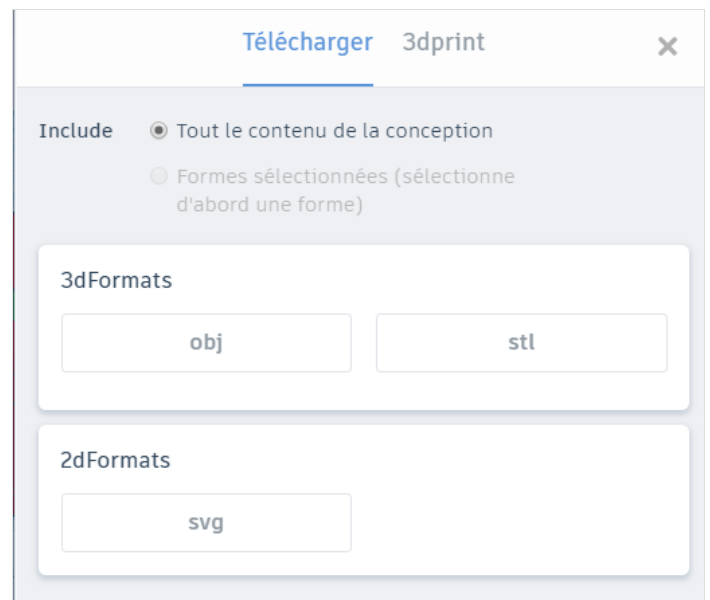 Télécharger 3dprint
Include Tout le contenu de la conception
Formes sélectionnées (sélectionne
d'abord une forme)
3dFormats
obj stl
2dFormats
svg